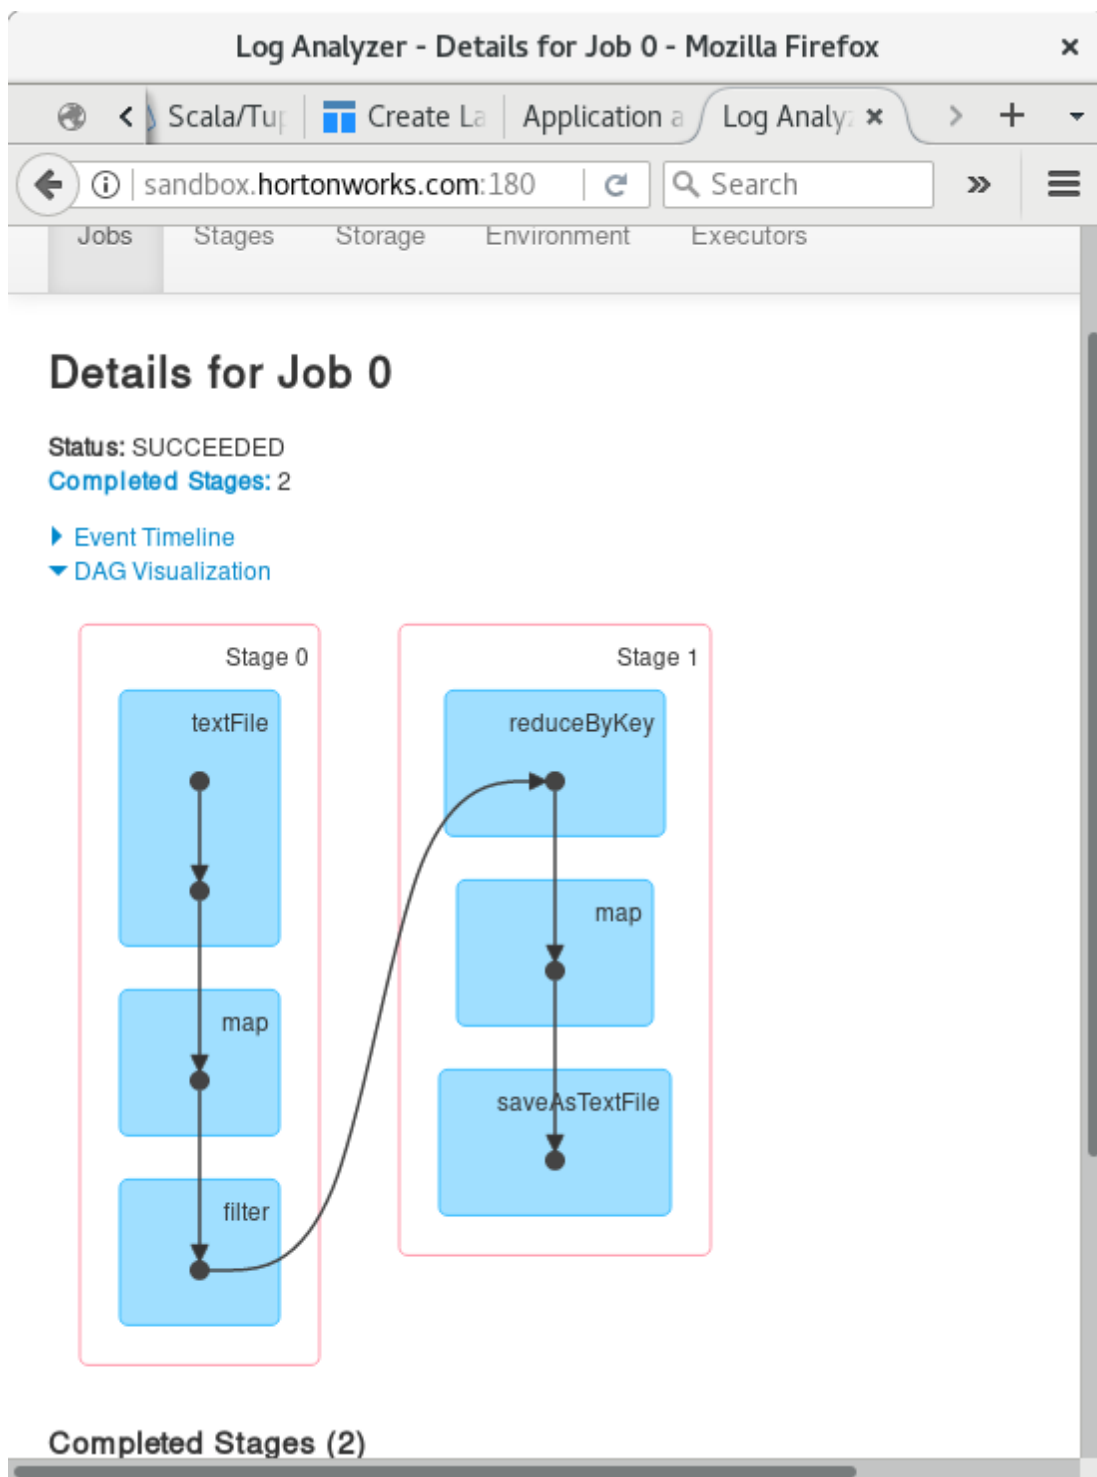 Log Analyzer - Details for Job 0 - Mozilla Firefox
Scala/Tup Create La Application a Log Analy
sandbox.hortonworks.com:180 Search
Jobs Stages Storage Environment Executors
Details for Job 0
Status: SUCCEEDED
Completed Stages: 2
Event Timeline
DAG Visualization
Stage 0
textFile
map
filter
Stage 1
reduceByKey
map
saveAsTextFile
Completed Stages (2)